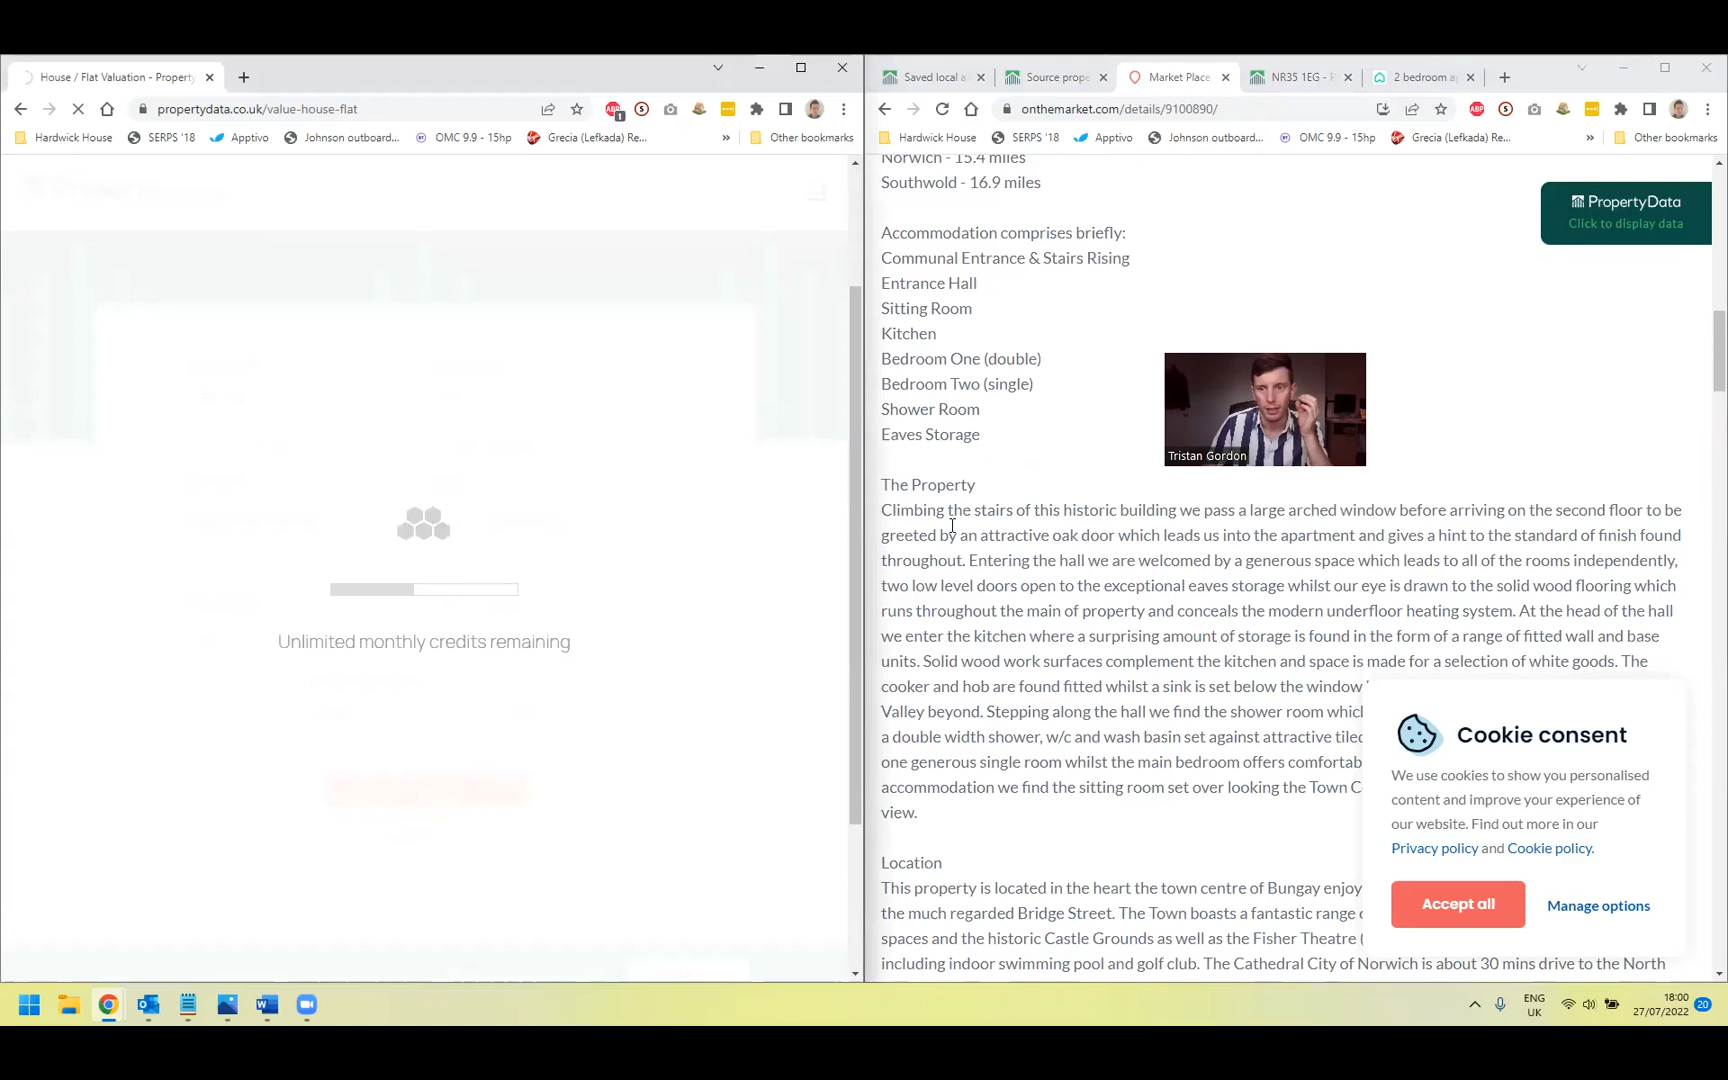 House / Flat Valuation - Property
propertydata.co.uk/value-house-flat
1
Hardwick House
SERPS '18
Apptivo
Johnson outboard...
OMC 9.9 - 15hp
Grecia (Lefkada) Re...
»
Other bookmarks
Unlimited monthly credits remaining
Saved local a
Source prope
Market Place,
NR35 1EG - P
2 bedroom a
onthemarket.com/details/9100890/
Hardwick House
SERPS '18
Apptivo
Johnson outboard...
OMC 9.9 - 15hp
Grecia (Lefkada) Re...
»
Other bookmarks
Norwich - 15.4 miles
Southwold - 16.9 miles
PropertyData
Click to display data
Accommodation comprises briefly:
Communal Entrance & Stairs Rising
Entrance Hall
Sitting Room
Kitchen
Bedroom One (double)
Bedroom Two (single)
Shower Room
Eaves Storage
Tristan Gordon
The Property
Climbing the stairs of this historic building we pass a large arched window before arriving on the second floor to be
greeted by an attractive oak door which leads us into the apartment and gives a hint to the standard of finish found
throughout. Entering the hall we are welcomed by a generous space which leads to all of the rooms independently,
two low level doors open to the exceptional eaves storage whilst our eye is drawn to the solid wood flooring which
runs throughout the main of property and conceals the modern underfloor heating system. At the head of the hall
we enter the kitchen where a surprising amount of storage is found in the form of a range of fitted wall and base
units. Solid wood work surfaces complement the kitchen and space is made for a selection of white goods. The
cooker and hob are found fitted whilst a sink is set below the window
Valley beyond. Stepping along the hall we find the shower room which
a double width shower, w/c and wash basin set against attractive tiled
one generous single room whilst the main bedroom offers comfortab
accommodation we find the sitting room set over looking the Town C
view.
Location
This property is located in the heart the town centre of Bungay enjoy
the much regarded Bridge Street. The Town boasts a fantastic range
spaces and the historic Castle Grounds as well as the Fisher Theatre (
including indoor swimming pool and golf club. The Cathedral City of Norwich is about 30 mins drive to the North
Cookie consent
We use cookies to show you personalised
content and improve your experience of
our website. Find out more in our
Privacy policy and Cookie policy.
Accept all
Manage options
ENG
UK
18:00
27/07/2022
20